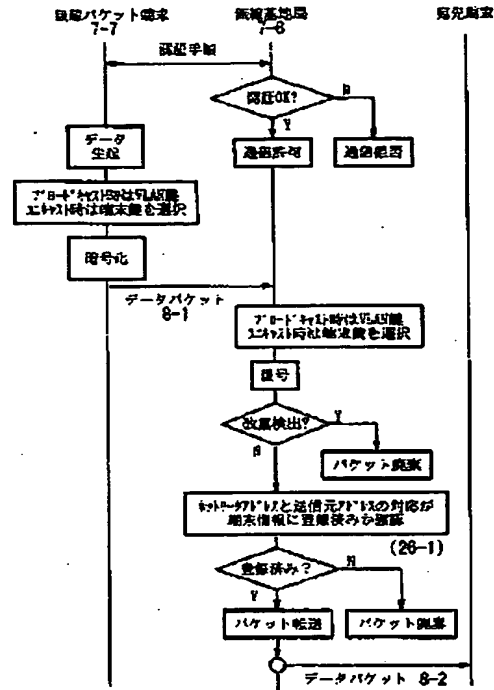 無線パケット端末
7-7
無線基地局
7-8
宛先端末
認証手順
認証OK?
N
Y
データ
生起
通信許可
通信拒否
ブロードキャスト時はVLAN鍵
ユニキャスト時は端末鍵を選択
暗号化
データパケット
8-1
ブロードキャスト時はVLAN鍵
ユニキャスト時は端末鍵を選択
復号
改竄検出?
Y
N
パケット廃棄
ネットワークアドレスと送信元アドレスの対応が
端末情報に登録済みか確認
(26-1)
登録済み?
N
Y
パケット転送
パケット廃棄
データパケット 8-2